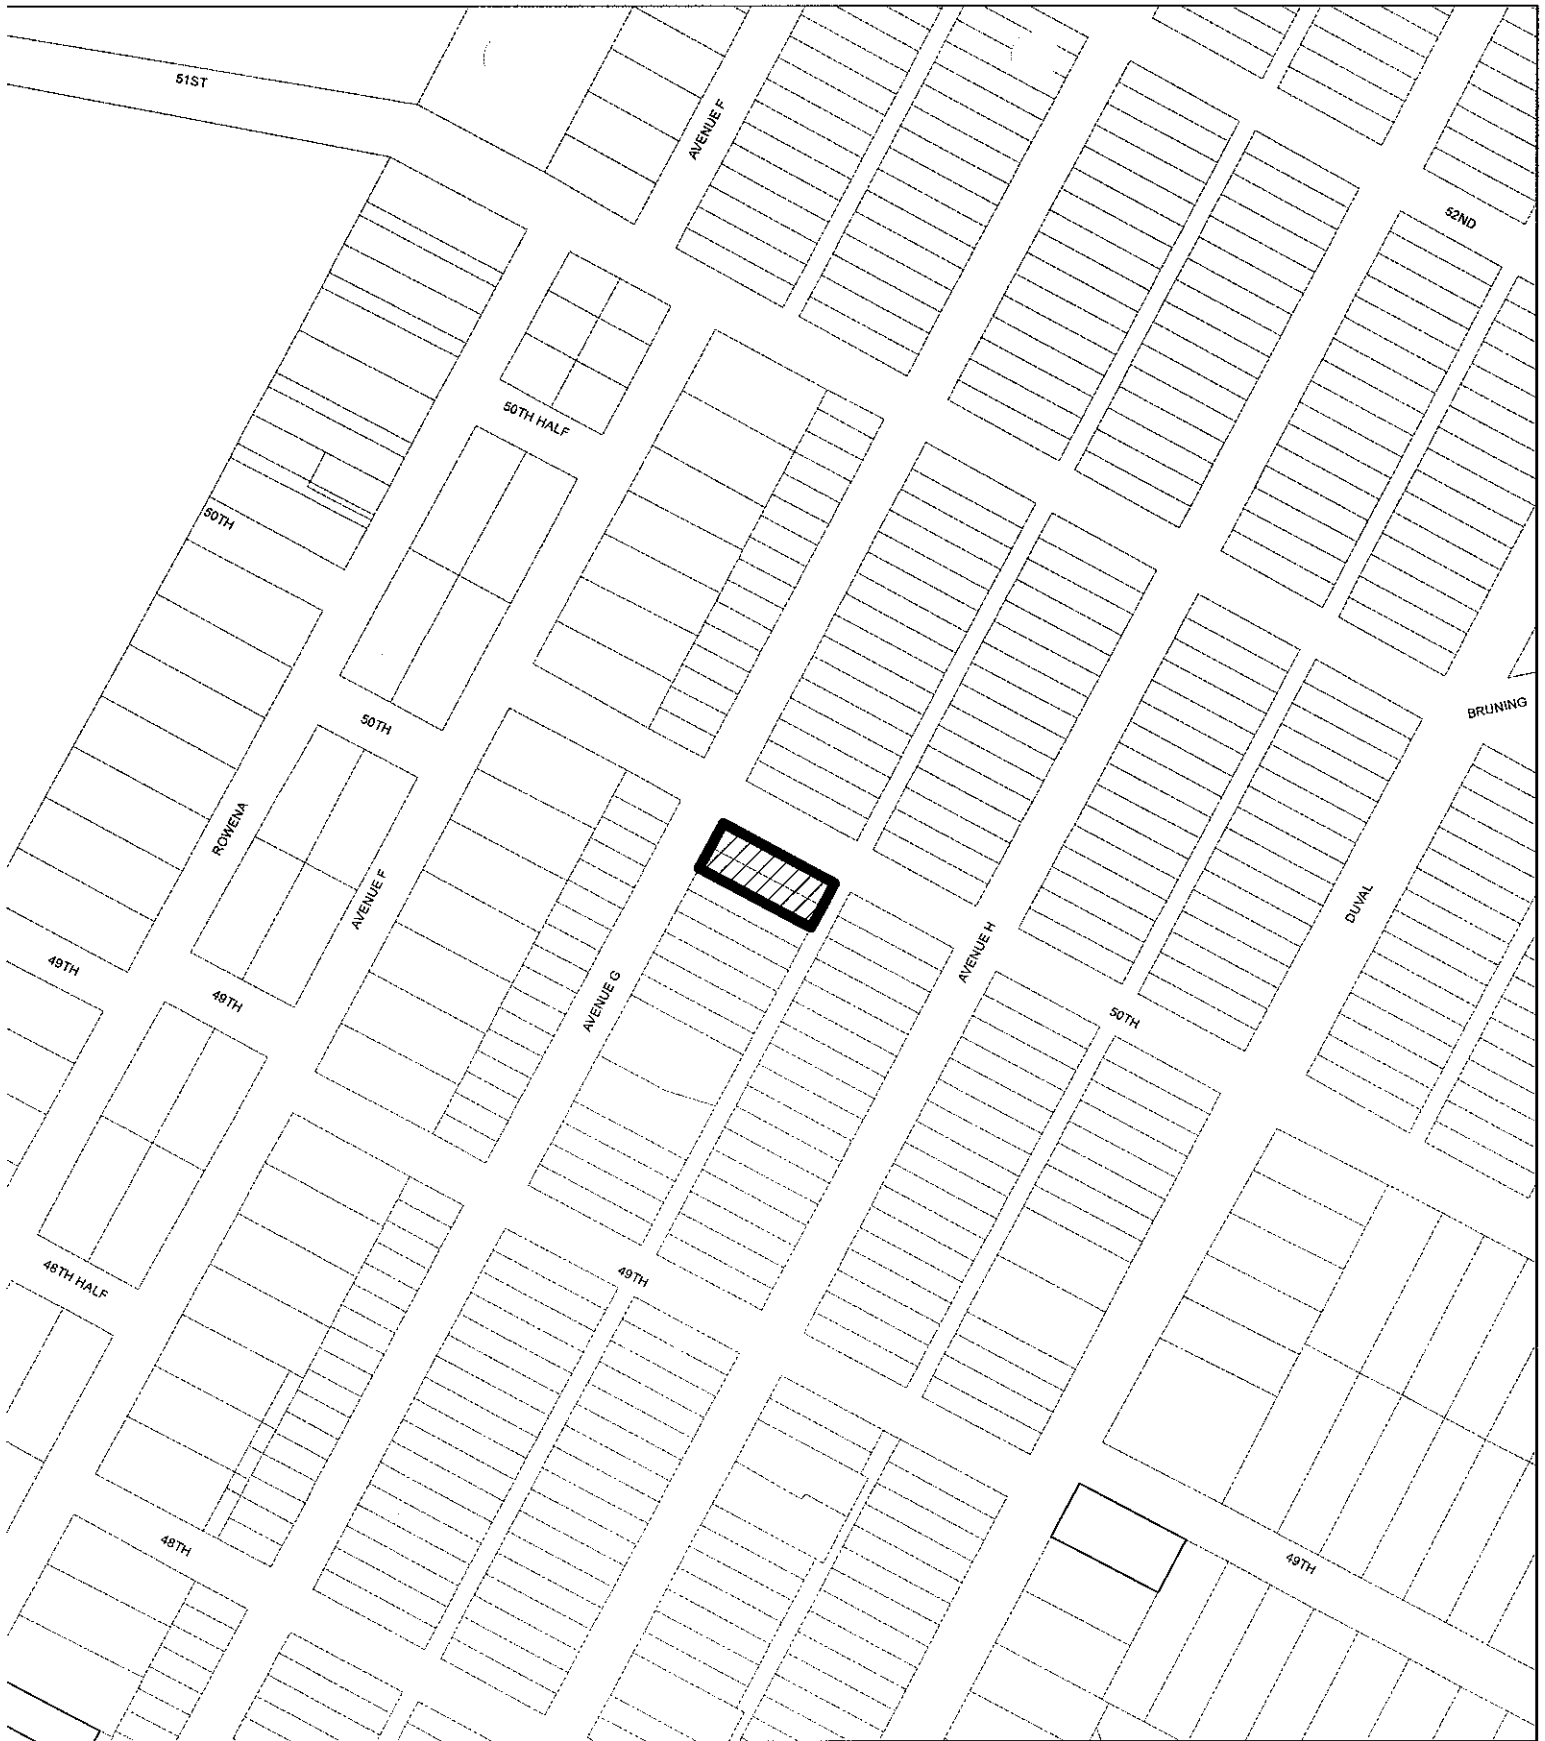 51ST
AVENUE F
52ND
50TH HALF
50TH
BRUNING
50TH
ROWENA
AVENUE F
DUVAL
AVENUE H
49TH
49TH
AVENUE G
50TH
48TH HALF
49TH
48TH
49TH